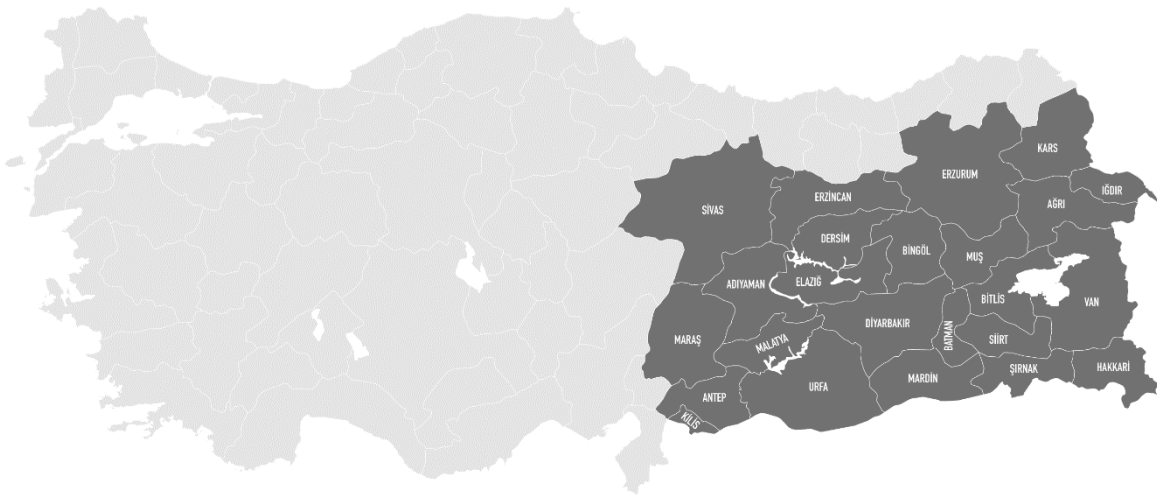 KARS
ERZURUM
IĞDIR
AĞRI
ERZİNCAN
SİVAS
DERSİM
BİNGÖL
MUŞ
ADIYAMAN
ELAZIĞ
BİTLİS
VAN
DİYARBAKIR
BATMAN
SİİRT
MARAŞ
MALATYA
ŞIRNAK
HAKKARİ
MARDİN
URFA
ANTEP
KİLİS